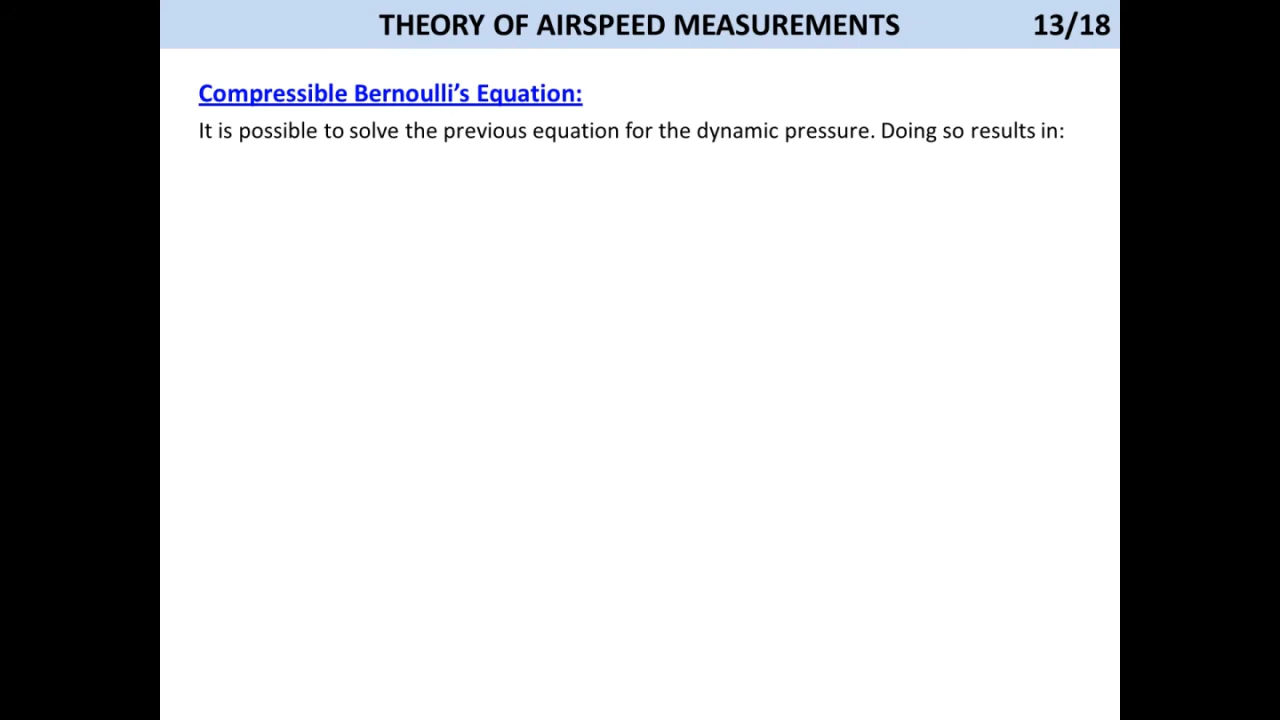 THEORY OF AIRSPEED MEASUREMENTS 13/18
Compressible Bernoulli’s Equation:
It is possible to solve the previous equation for the dynamic pressure. Doing so results in: